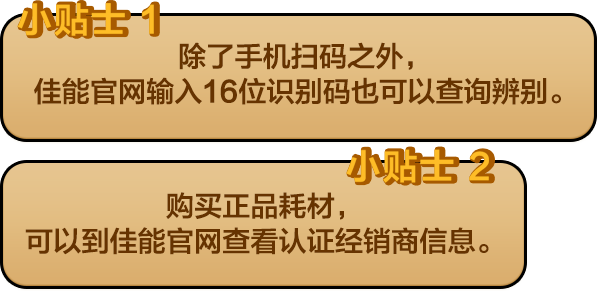 小贴士 1
除了手机扫码之外，
佳能官网输入16位识别码也可以查询辨别。
小贴士 2
购买正品耗材，
可以到佳能官网查看认证经销商信息。